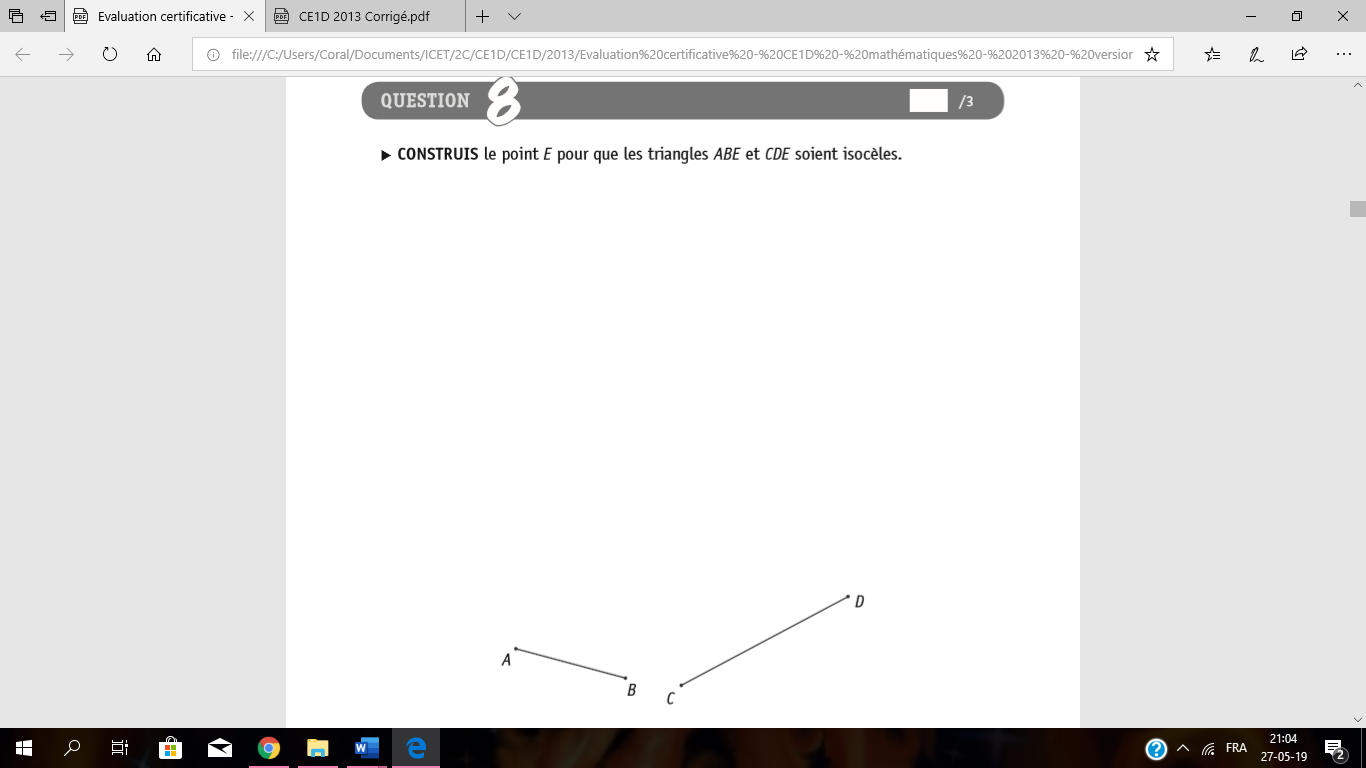 Evaluation certificative -
CE1D 2013 Corrigé.pdf
file:///C:/Users/Coral/Documents/ICET/2C/CE1D/CE1D/2013/Evaluation%20certificative%20-%20CE1D%20-%20mathématiques%20-%202013%20-%20versior
QUESTION 8 /3
CONSTRUIS le point E pour que les triangles ABE et CDE soient isocèles.
D
A
B
C
21:04
FRA
27-05-19
2